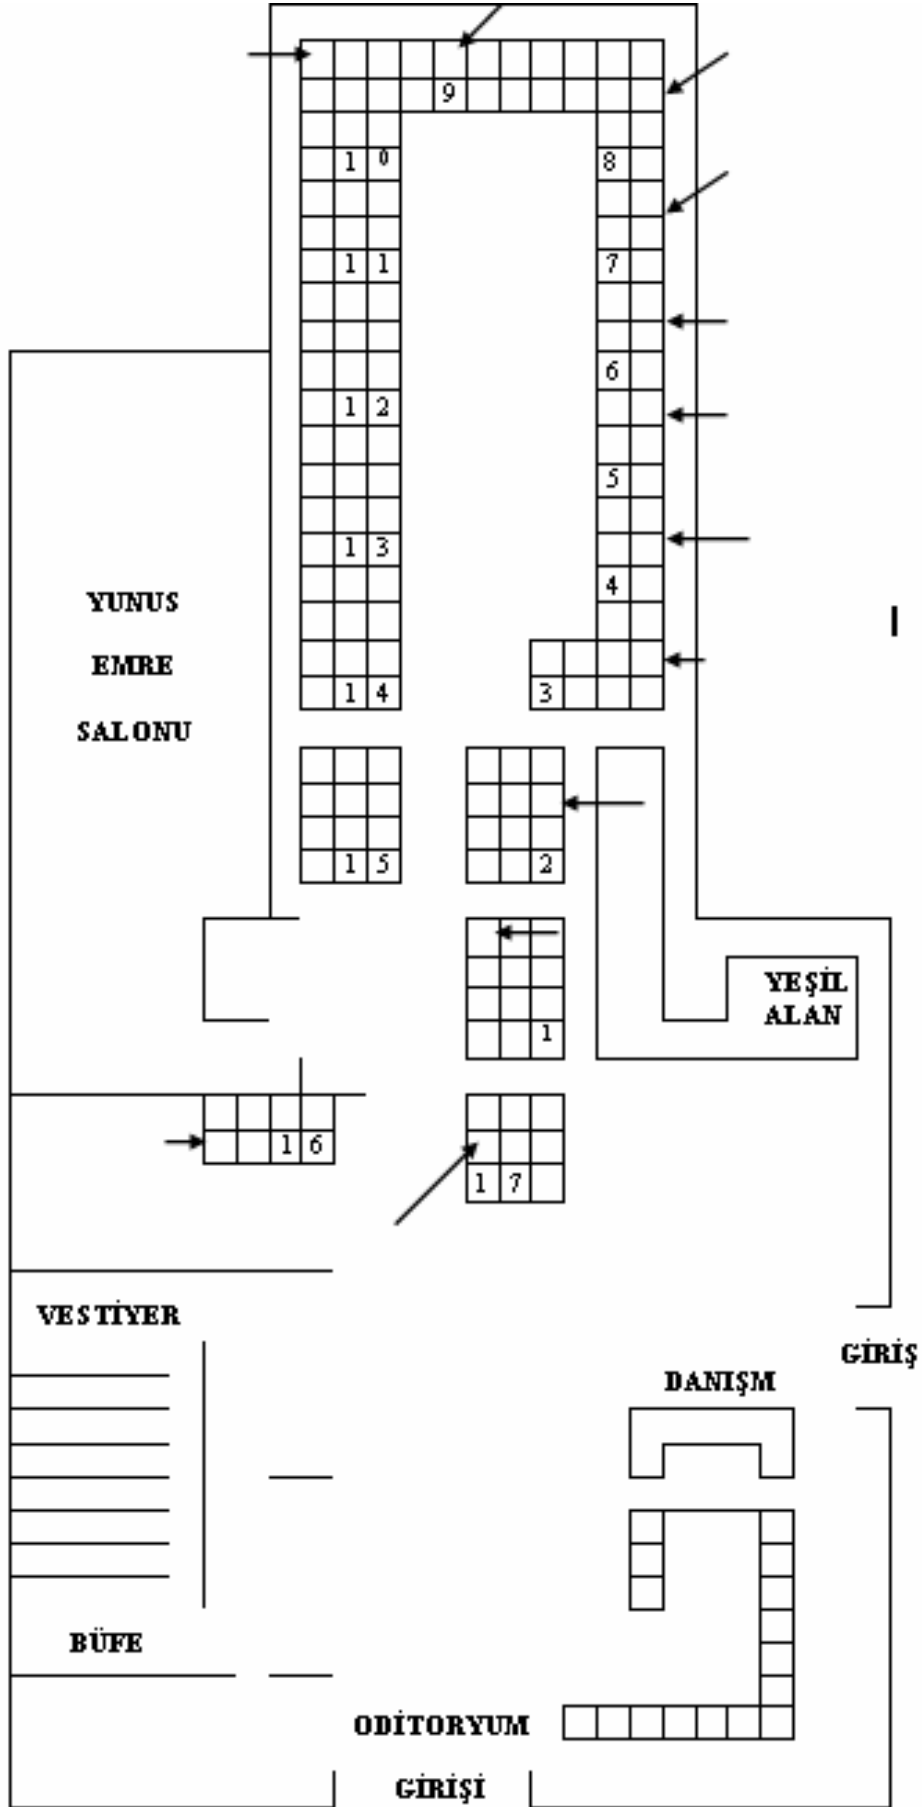 9
1 0
8
1 1
7
6
1 2
5
1 3
4
YUNUS
EMRE
SALONU
1 4
3
1 5
2
YEŞİL
ALAN
1
1 6
1 7
VESTİYER
GİRİŞ
DANIŞM
BÜFE
ODİTORYUM
GİRİŞİ